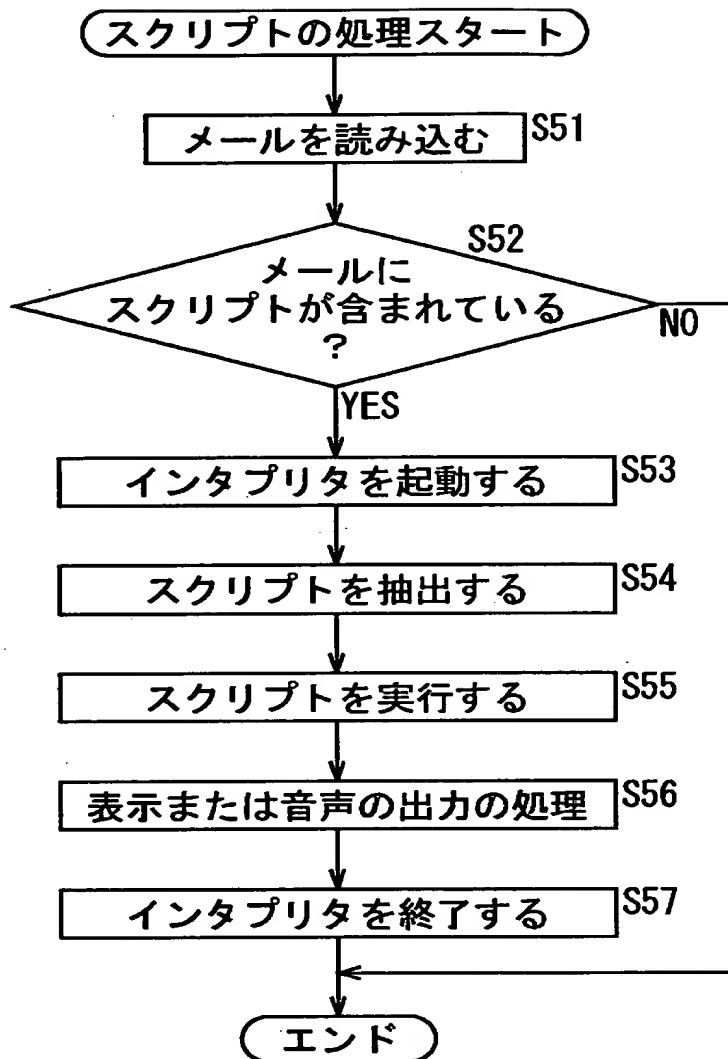 スクリプトの処理スタート
メールを読み込む S51
S52
メールに
スクリプトが含まれている
?
NO
YES
インタプリタを起動する S53
スクリプトを抽出する S54
スクリプトを実行する S55
表示または音声の出力の処理 S56
インタプリタを終了する S57
エンド